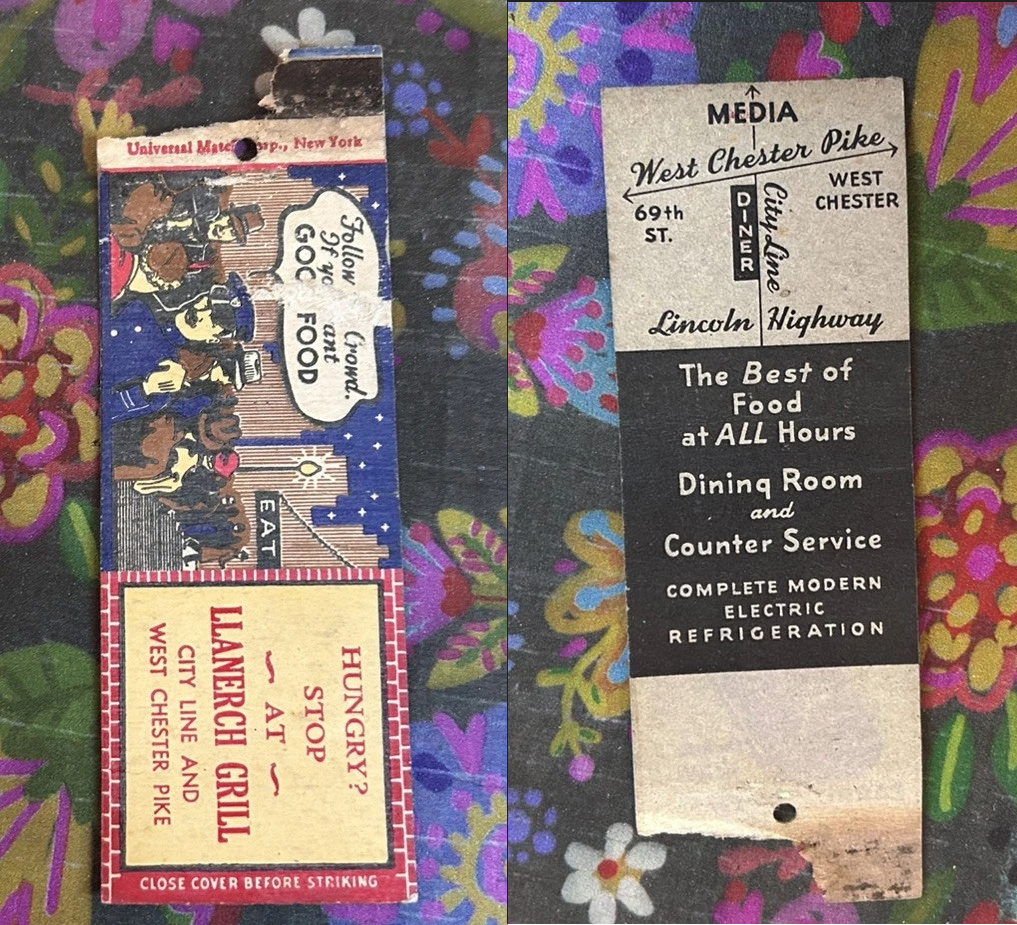 Universal Match Corp., New York
Follow Crowd.
If yo ant
GOO FOOD
EAT
HUNGRY?
STOP
~ AT ~
LLANERCH GRILL
CITY LINE AND
WEST CHESTER PIKE
CLOSE COVER BEFORE STRIKING
MEDIA
West Chester Pike
69th
ST.
WEST
CHESTER
DINER
City Line
Lincoln Highway
The Best of
Food
at ALL Hours
Dining Room
and
Counter Service
COMPLETE MODERN
ELECTRIC
REFRIGERATION